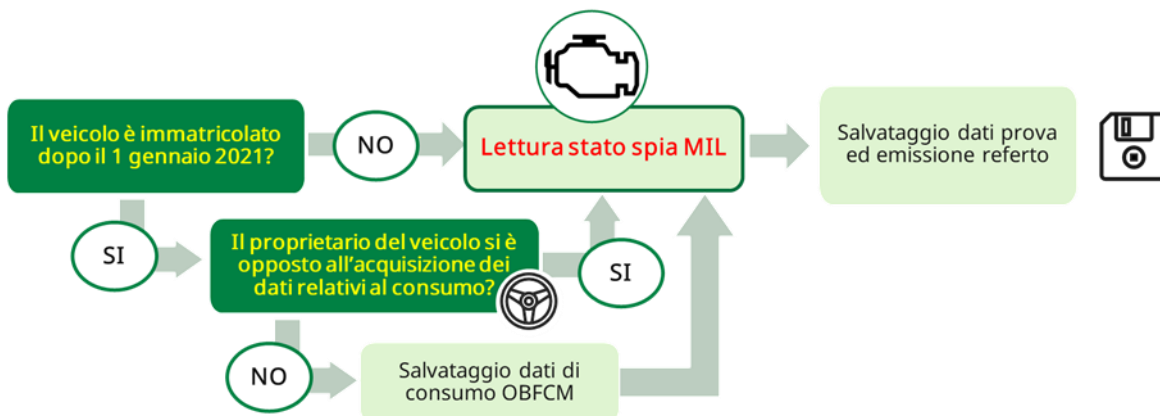 Il veicolo è immatricolato
dopo il 1 gennaio 2021?
NO
Lettura stato spia MIL
Salvataggio dati prova
ed emissione referto
SI
Il proprietario del veicolo si è
opposto all'acquisizione dei
dati relativi al consumo?
SI
NO
Salvataggio dati di
consumo OBFCM